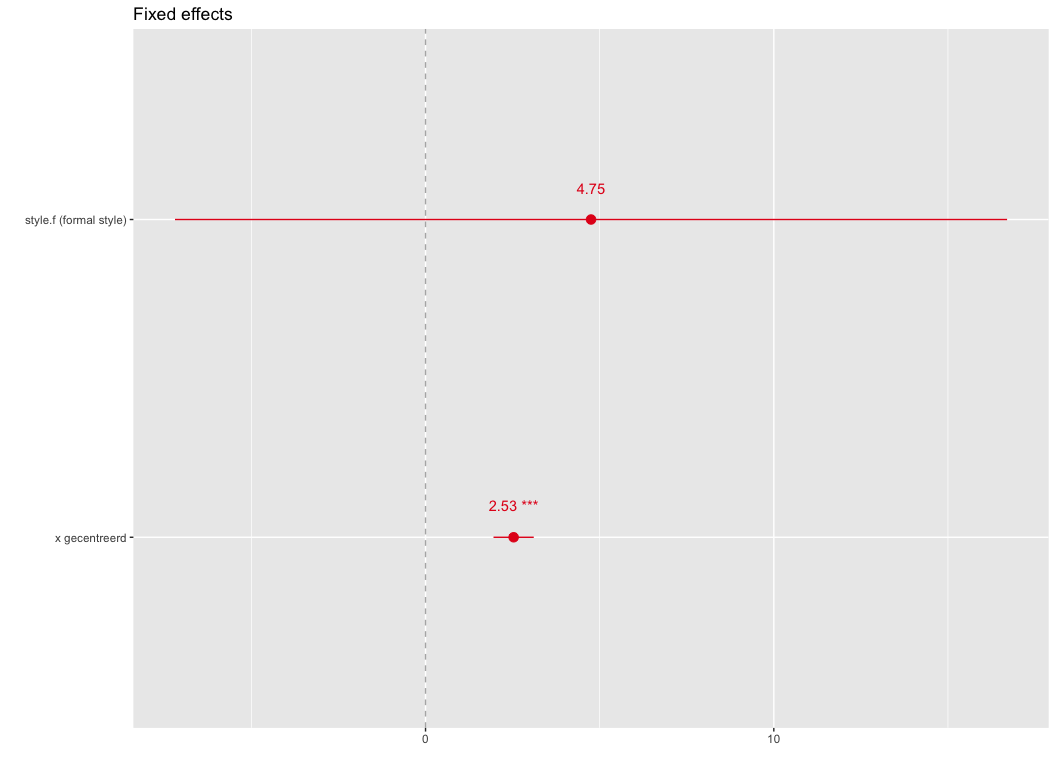 Fixed effects
4.75
style.f (formal style)
2.53 ***
x gecentreerd
0
10